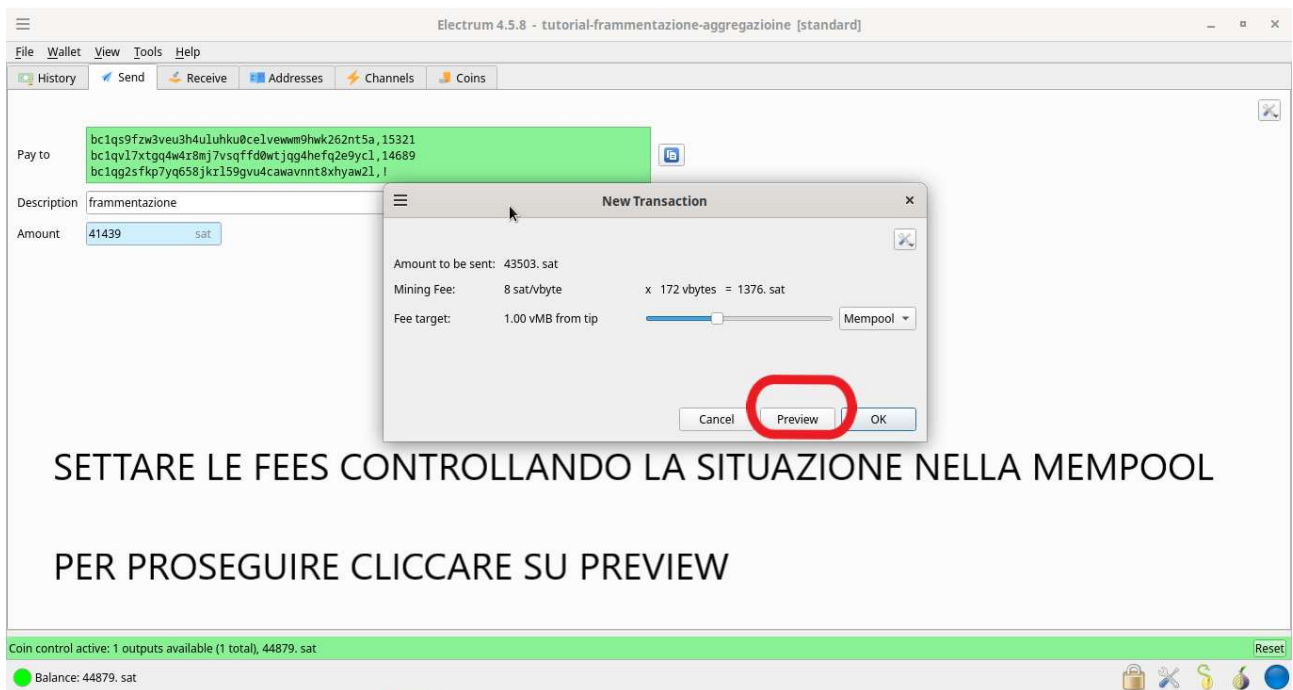 Electrum 4.5.8 - tutorial-frammentazione-aggregazioine [standard]
File Wallet View Tools Help
History Send Receive Addresses Channels Coins
Pay to
bc1qs9fzw3veu3h4uluhku0celvewwm9hwk262nt5a,15321
bc1qvl7xtgq4w4r8mj7vsqffd0wtjqg4hefq2e9ycl,14689
bc1qg2sfkp7yq658jkrl59gvu4cawavnnt8xhyaw2l,!
Description frammentazione
Amount 41439 sat
New Transaction
Amount to be sent: 43503. sat
Mining Fee: 8 sat/vbyte x 172 vbytes = 1376. sat
Fee target: 1.00 vMB from tip Mempool
Cancel Preview OK
SETTARE LE FEES CONTROLLANDO LA SITUAZIONE NELLA MEMPOOL
PER PROSEGUIRE CLICCARE SU PREVIEW
Coin control active: 1 outputs available (1 total), 44879. sat Reset
Balance: 44879. sat